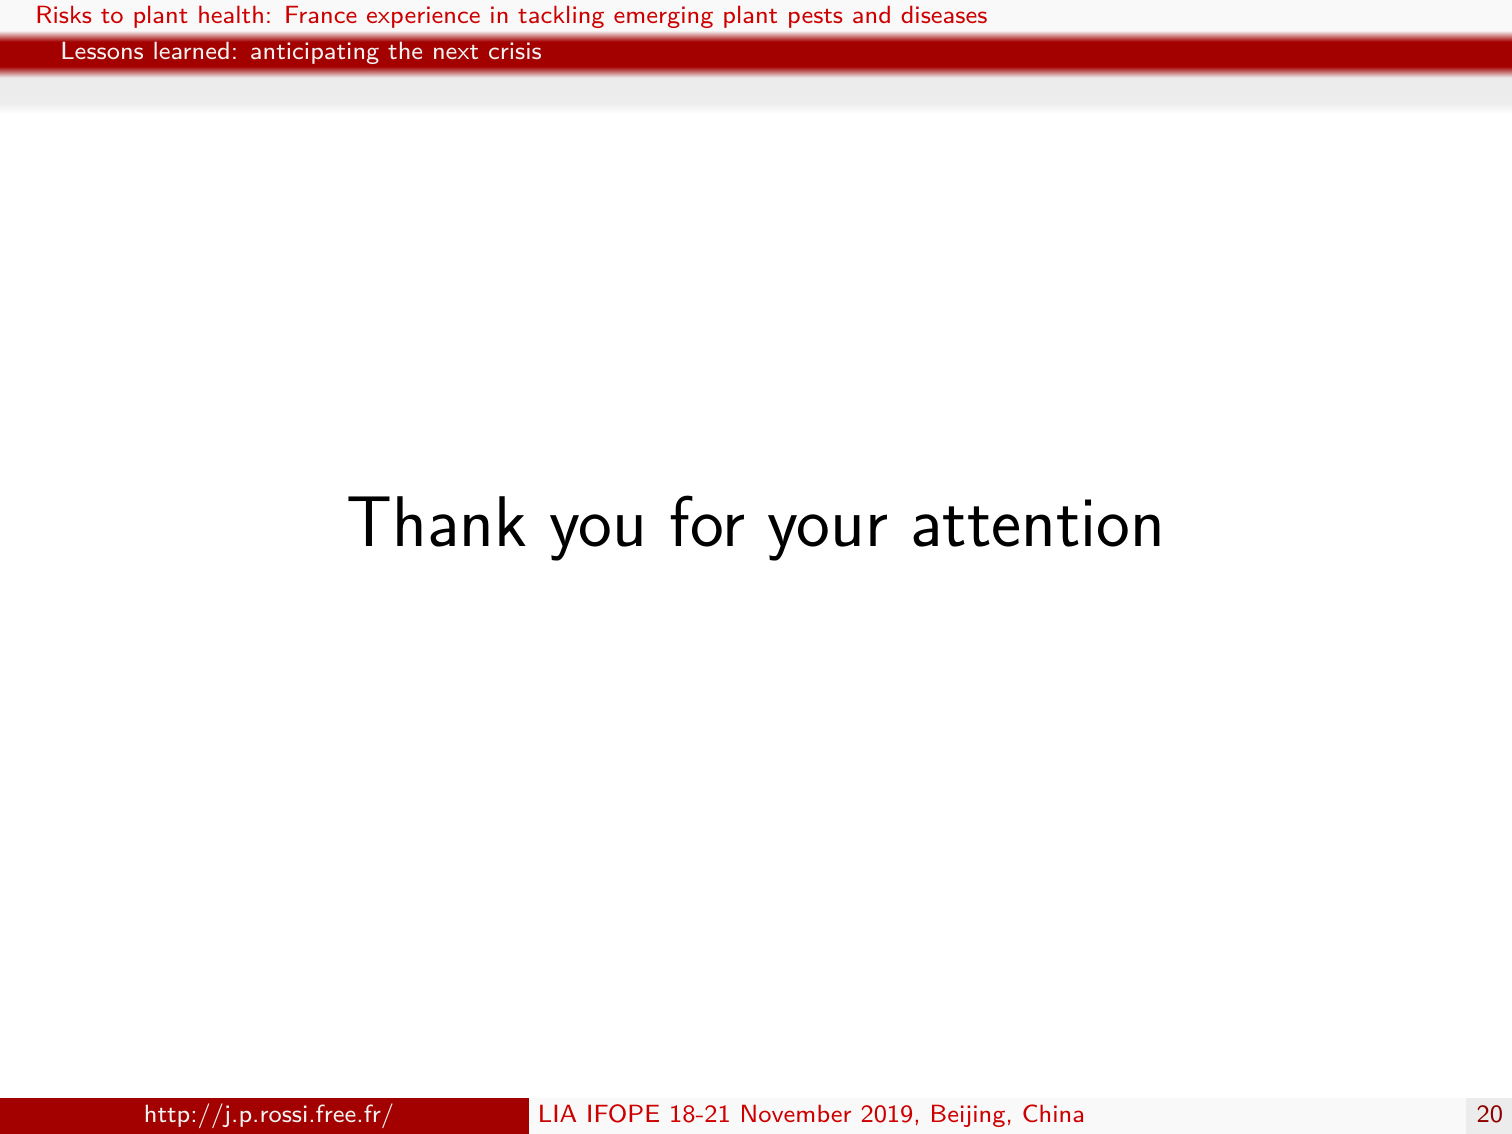 Risks to plant health: France experience in tackling emerging plant pests and diseases
Lessons learned: anticipating the next crisis
Thank you for your attention
http://j.p.rossi.free.fr/
LIA IFOPE 18-21 November 2019, Beijing, China
20